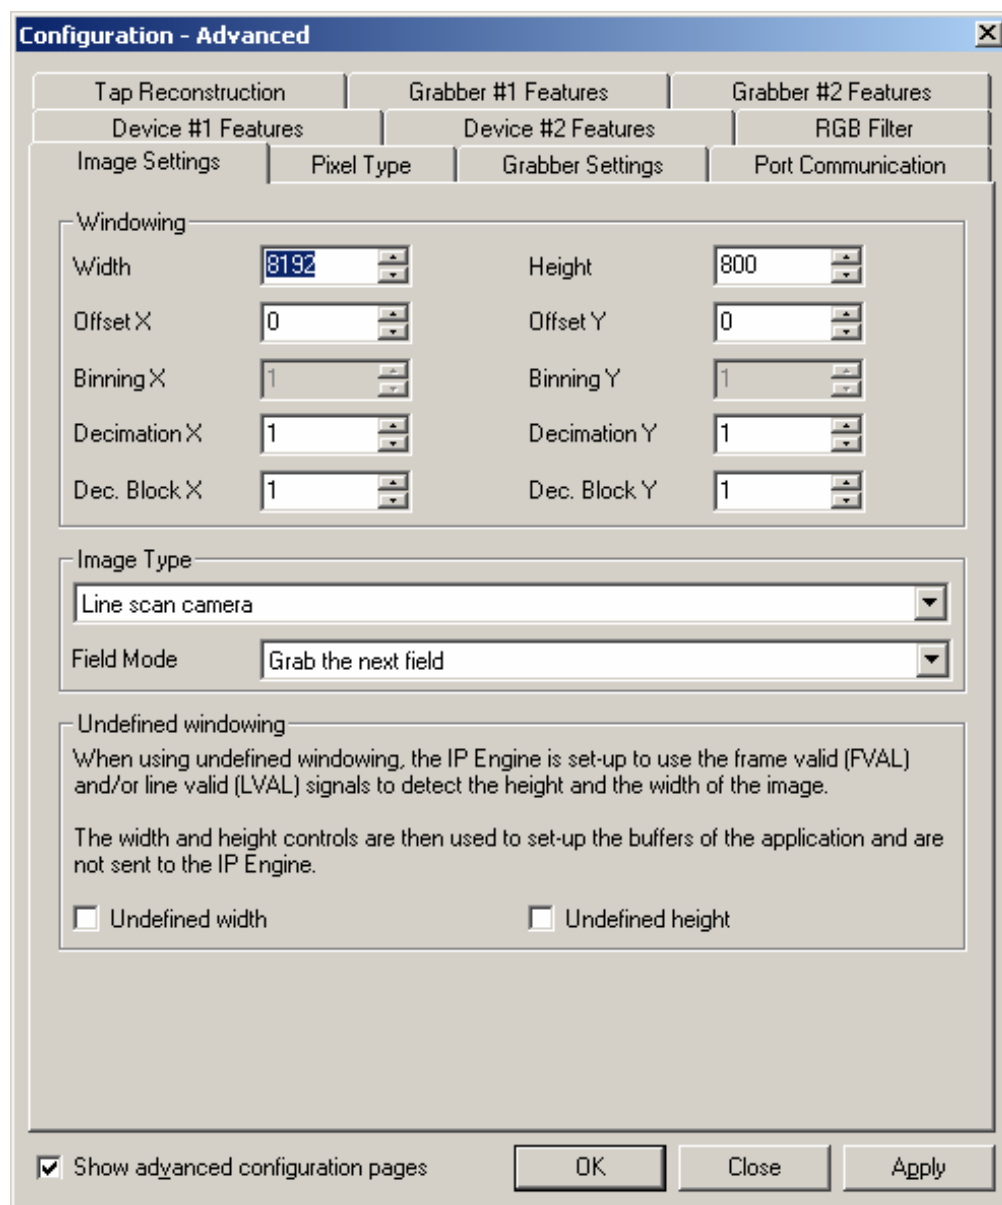 Configuration - Advanced
Tap Reconstruction Grabber #1 Features Grabber #2 Features
Device #1 Features Device #2 Features RGB Filter
Image Settings Pixel Type Grabber Settings Port Communication
Windowing
Width 8192 Height 800
Offset X 0 Offset Y 0
Binning X 1 Binning Y 1
Decimation X 1 Decimation Y 1
Dec. Block X 1 Dec. Block Y 1
Image Type
Line scan camera
Field Mode Grab the next field
Undefined windowing
When using undefined windowing, the IP Engine is set-up to use the frame valid (FVAL)
and/or line valid (LVAL) signals to detect the height and the width of the image.
The width and height controls are then used to set-up the buffers of the application and are
not sent to the IP Engine.
Undefined width Undefined height
Show advanced configuration pages OK Close Apply